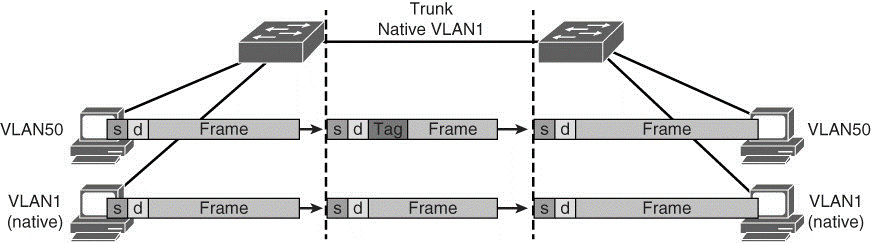 Trunk
Native VLAN1
VLAN50
s d Frame
s d Tag Frame
s d Frame
VLAN50
VLAN1
(native)
s d Frame
s d Frame
s d Frame
VLAN1
(native)